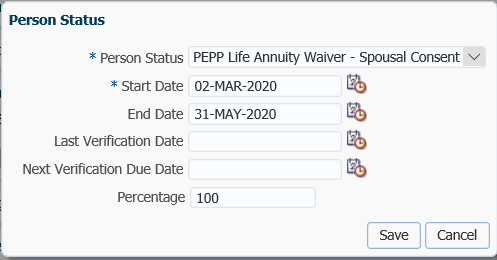 Person Status
* Person Status PEPP Life Annuity Waiver - Spousal Consent
* Start Date 02-MAR-2020
End Date 31-MAY-2020
Last Verification Date
Next Verification Due Date
Percentage 100
Save Cancel